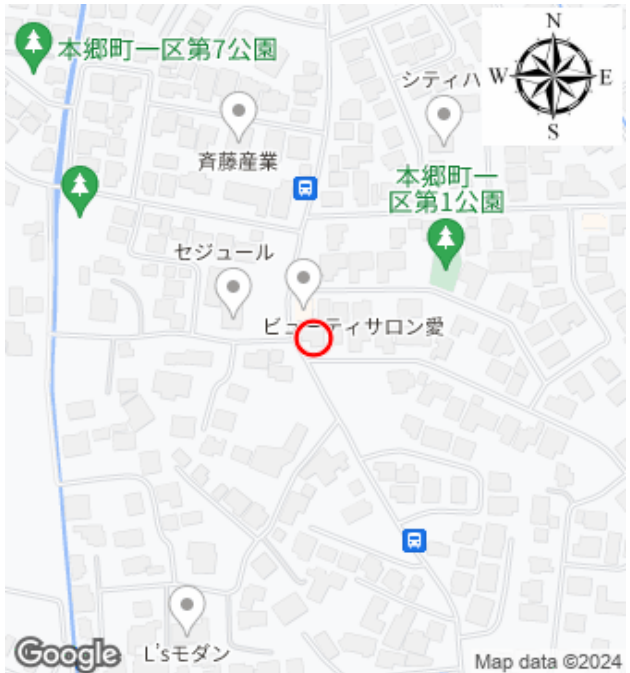 N
W
E
S
本郷町一区第7公園
シティハ
斉藤産業
本郷町一
区第1公園
セジュール
ビューティサロン愛
L'sモダン
Google
Map data ©2024